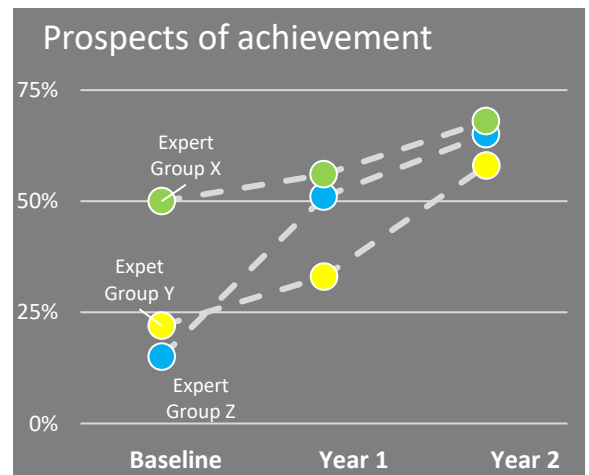 Prospects of achievement
75%
Expert
Group X
50%
Expet
Group Y
25%
Expert
Group Z
0%
Baseline
Year 1
Year 2